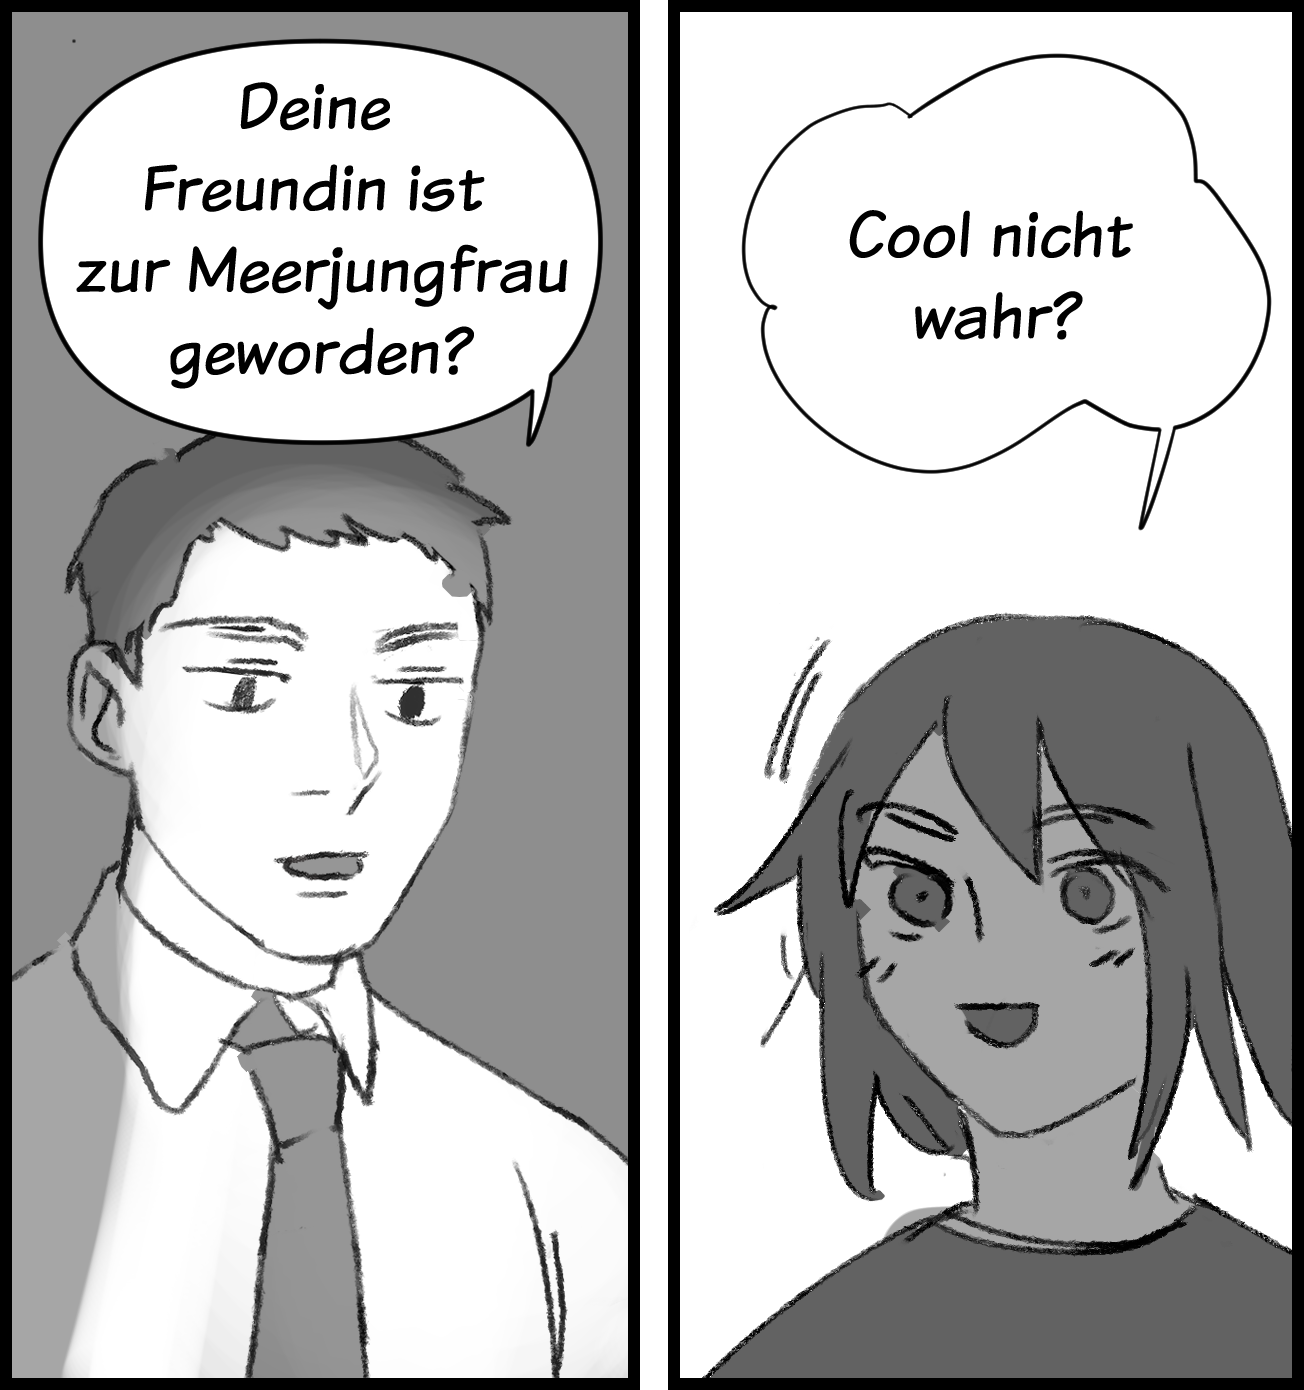 Deine
Freundin ist
zur Meerjungfrau
geworden?
Cool nicht
wahr?